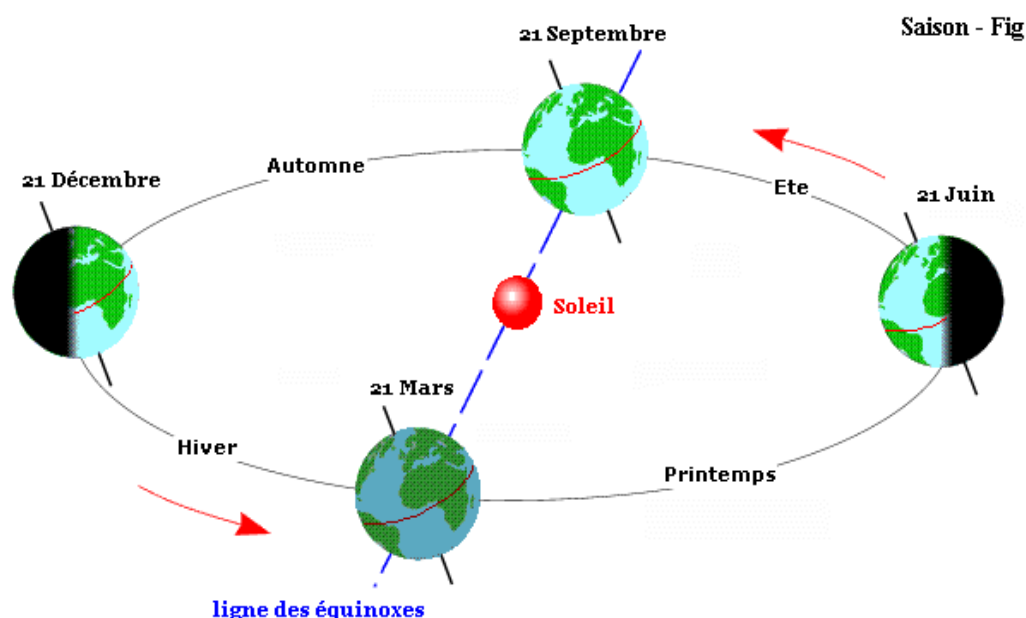 Saison - Fig
21 Septembre
Automne
21 Décembre
Ete
21 Juin
Soleil
21 Mars
Hiver
Printemps
ligne des équinoxes